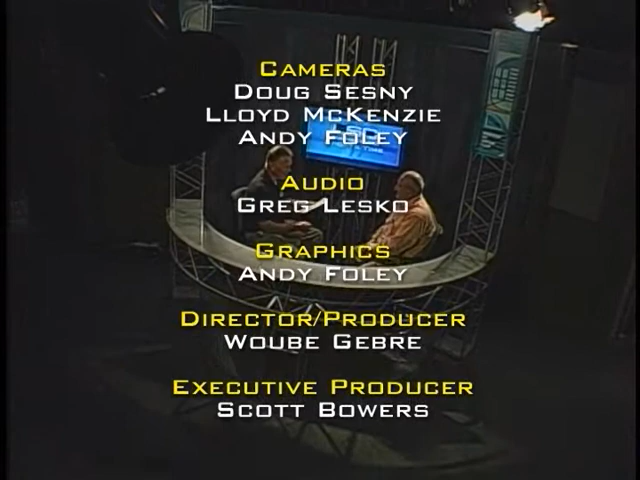 Cameras
Doug Sesny
Lloyd McKenzie
Andy Foley
Audio
Greg Lesko
Graphics
Andy Foley
Director/Producer
Woube Gebre
Executive Producer
Scott Bowers